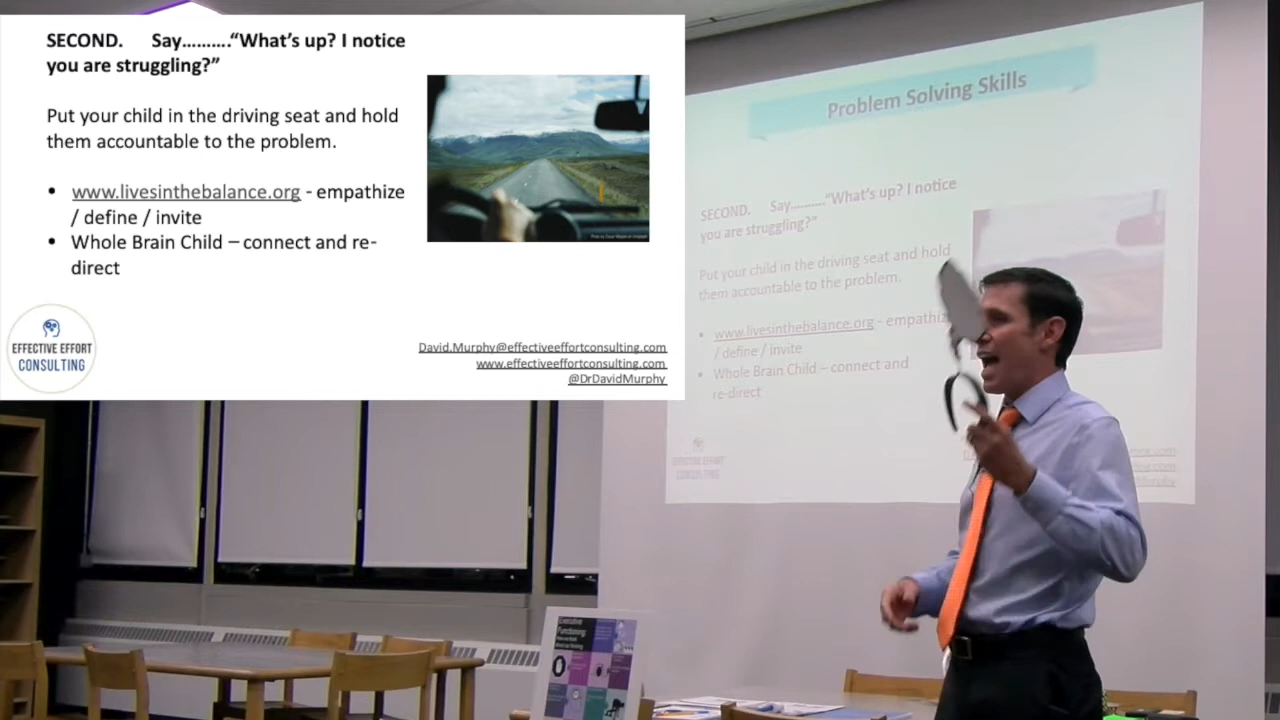 SECOND. Say..........“What’s up? I notice
you are struggling?”
Put your child in the driving seat and hold
them accountable to the problem.
• www.livesinthebalance.org - empathize
/ define / invite
• Whole Brain Child – connect and re-
direct
EFFECTIVE EFFORT
CONSULTING
David.Murphy@effectiveeffortconsulting.com
www.effectiveeffortconsulting.com
@DrDavidMurphy
Problem Solving Skills
SECOND. Say..........“What’s up? I notice
you are struggling?”
Put your child in the driving seat and hold
them accountable to the problem.
• www.livesinthebalance.org - empathize
/ define / invite
• Whole Brain Child – connect and
re-direct
EFFECTIVE EFFORT
CONSULTING
Executive
Functioning: